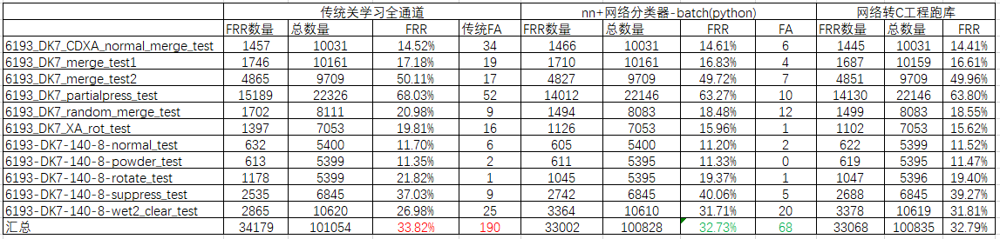 传统关学习全通道 nn+网络分类器-batch(python) 网络转C工程跑库
FRR数量 总数量 FRR 传统FA FRR数量 总数量 FRR FA FRR数量 总数量 FRR
6193_DK7_CDXA_normal_merge_test 1457 10031 14.52% 34 1466 10031 14.61% 6 1445 10031 14.41%
6193_DK7_merge_test1 1746 10161 17.18% 19 1710 10161 16.83% 4 1687 10159 16.61%
6193_DK7_merge_test2 4865 9709 50.11% 17 4827 9709 49.72% 7 4851 9709 49.96%
6193_DK7_partialpress_test 15189 22326 68.03% 52 14012 22146 63.27% 10 14130 22146 63.80%
6193_DK7_random_merge_test 1702 8111 20.98% 9 1494 8083 18.48% 12 1499 8083 18.55%
6193_DK7_XA_rot_test 1397 7053 19.81% 16 1126 7053 15.96% 1 1102 7053 15.62%
6193-DK7-140-8-normal_test 632 5400 11.70% 6 605 5400 11.20% 2 622 5399 11.52%
6193-DK7-140-8-powder_test 613 5399 11.35% 2 611 5395 11.33% 0 619 5395 11.47%
6193-DK7-140-8-rotate_test 1178 5399 21.82% 1 1045 5395 19.37% 1 1047 5396 19.40%
6193-DK7-140-8-suppress_test 2535 6845 37.03% 9 2742 6845 40.06% 5 2688 6845 39.27%
6193-DK7-140-8-wet2_clear_test 2865 10620 26.98% 25 3364 10610 31.71% 20 3378 10619 31.81%
汇总 34179 101054 33.82% 190 33002 100828 32.73% 68 33068 100835 32.79%